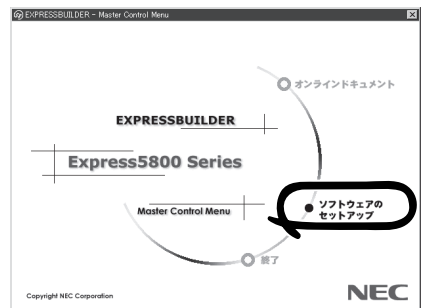 EXPRESSBUILDER - Master Control Menu
オンラインドキュメント
EXPRESSBUILDER
Express5800 Series
Master Control Menu
ソフトウェアの
セットアップ
終了
Copyright NEC Corporation
NEC